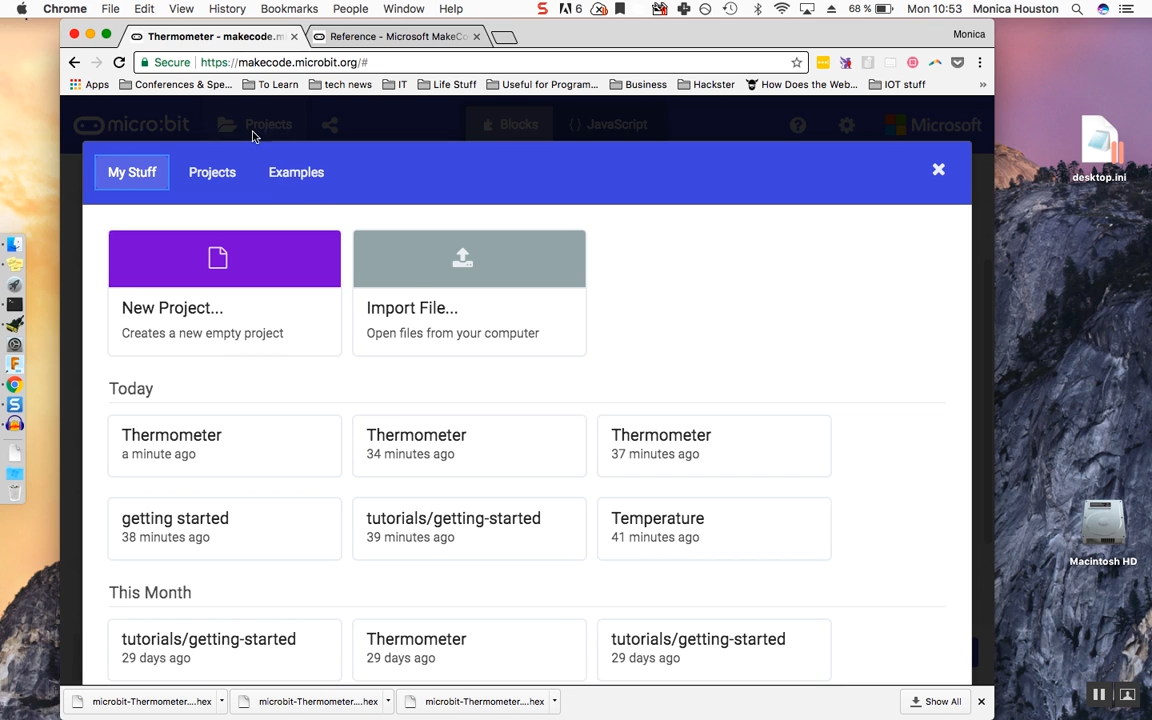 Chrome File Edit View History Bookmarks People Window Help 6 68 % Mon 10:53 Monica Houston
Thermometer - makecode.mi
Reference - Microsoft MakeCo
Monica
Secure https://makecode.microbit.org/#
Apps Conferences & Spe... To Learn tech news IT Life Stuff Useful for Program... Business Hackster How Does the Web... IOT stuff »
micro:bit Projects Blocks {} JavaScript Microsoft
My Stuff Projects Examples
New Project...
Creates a new empty project
Import File...
Open files from your computer
Today
Thermometer
a minute ago
Thermometer
34 minutes ago
Thermometer
37 minutes ago
getting started
38 minutes ago
tutorials/getting-started
39 minutes ago
Temperature
41 minutes ago
This Month
tutorials/getting-started
29 days ago
Thermometer
29 days ago
tutorials/getting-started
29 days ago
microbit-Thermometer....hex
microbit-Thermometer....hex
microbit-Thermometer....hex
Show All
desktop.ini
Macintosh HD